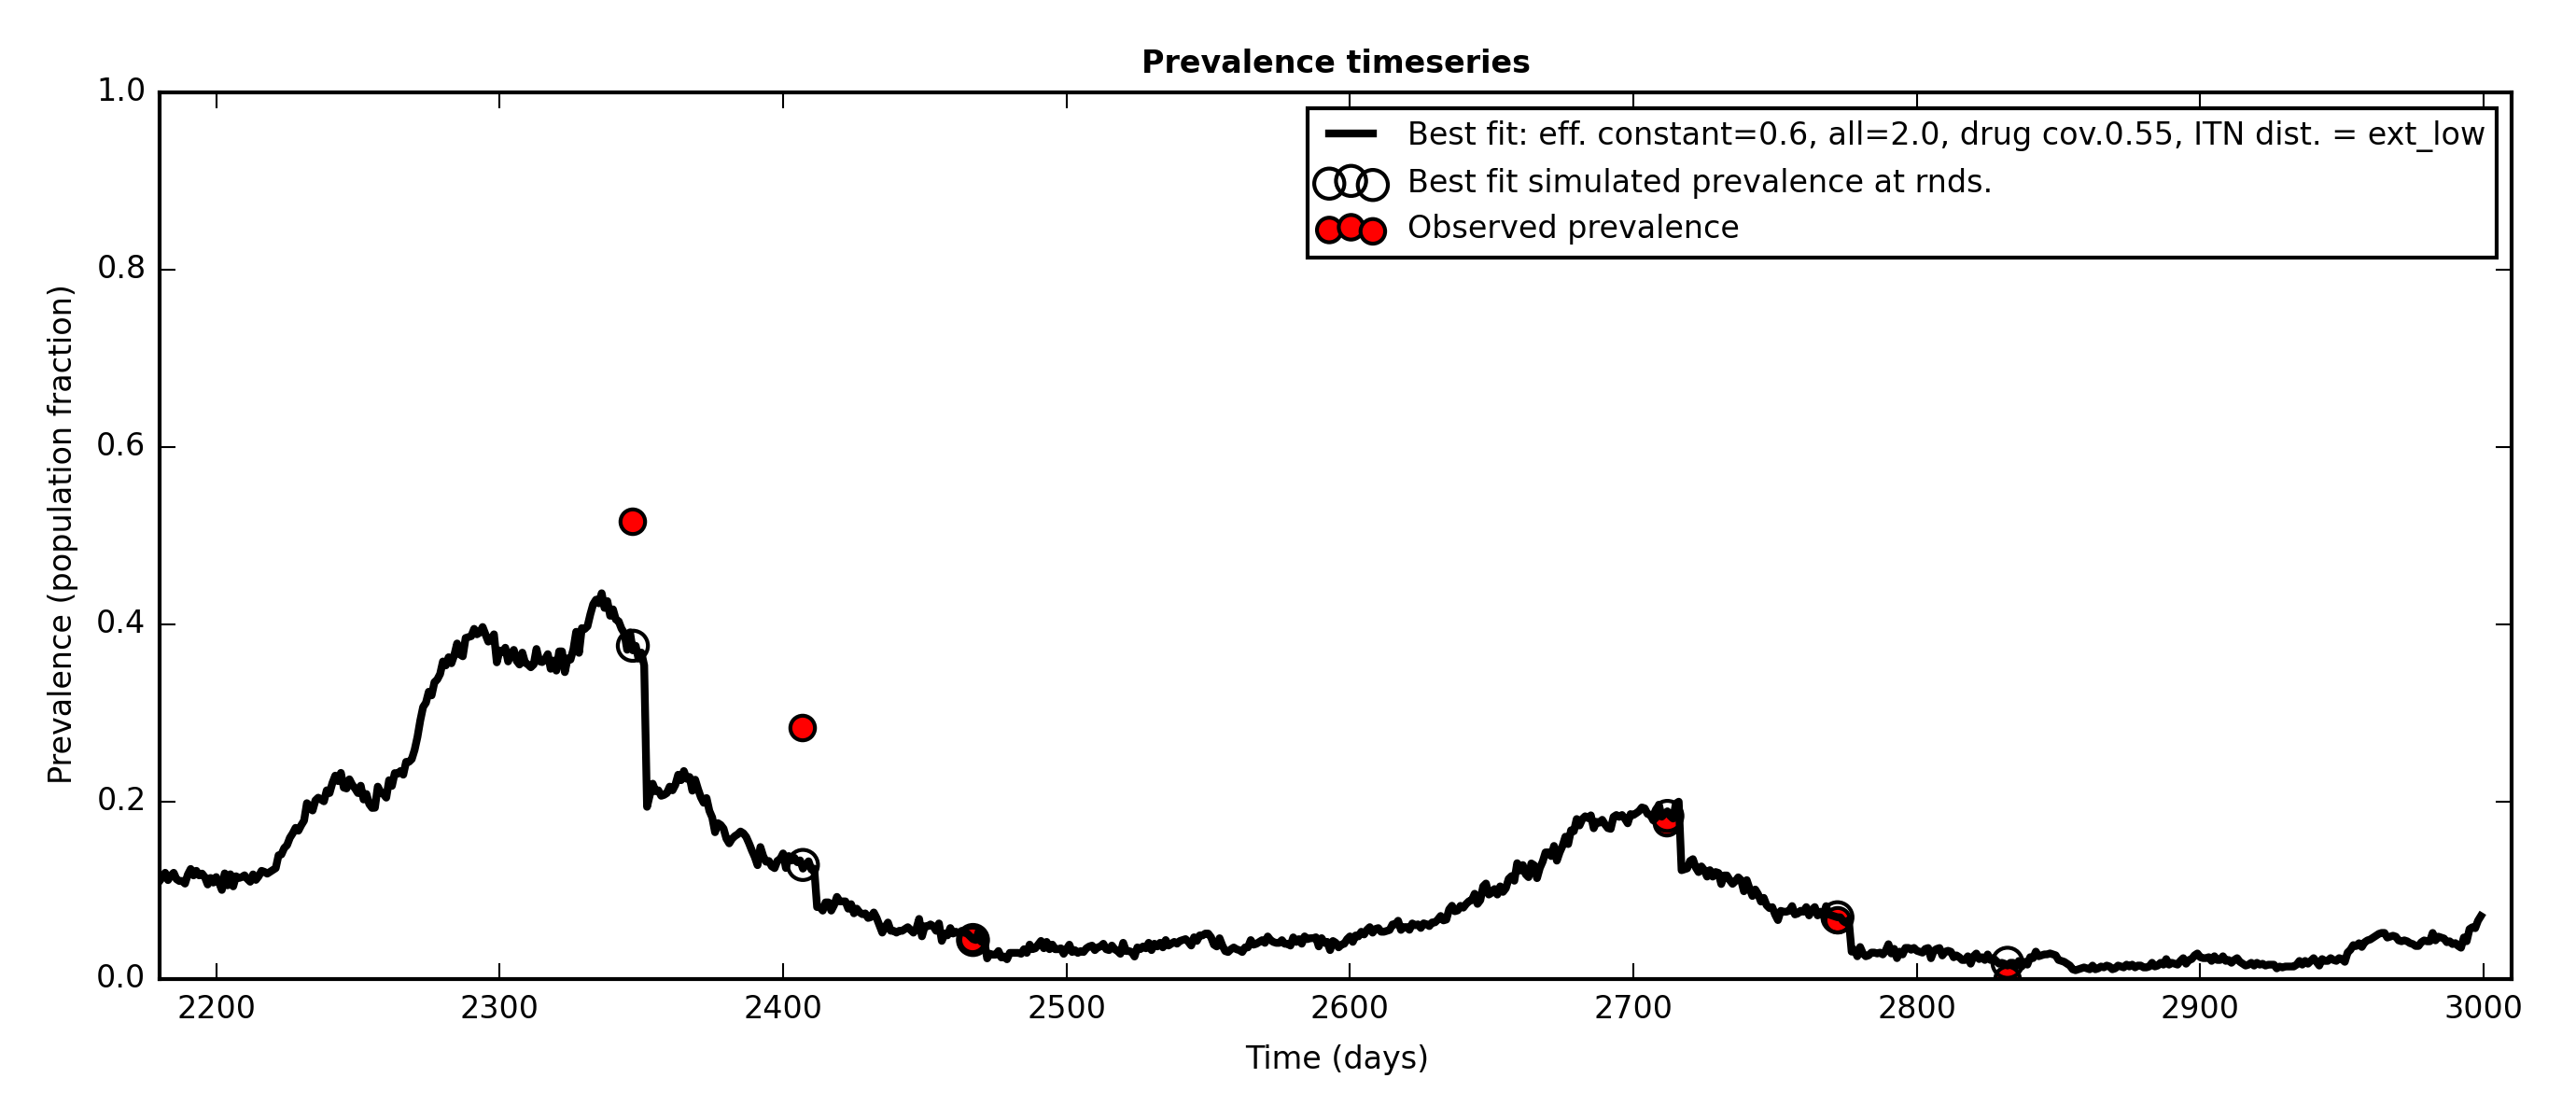 Prevalence timeseries
1.0
0.8
0.6
0.4
0.2
0.0
Prevalence (population fraction)
Best fit: eff. constant=0.6, all=2.0, drug cov.0.55, ITN dist. = ext_low
Best fit simulated prevalence at rnds.
Observed prevalence
2200 2300 2400 2500 2600 2700 2800 2900 3000
Time (days)